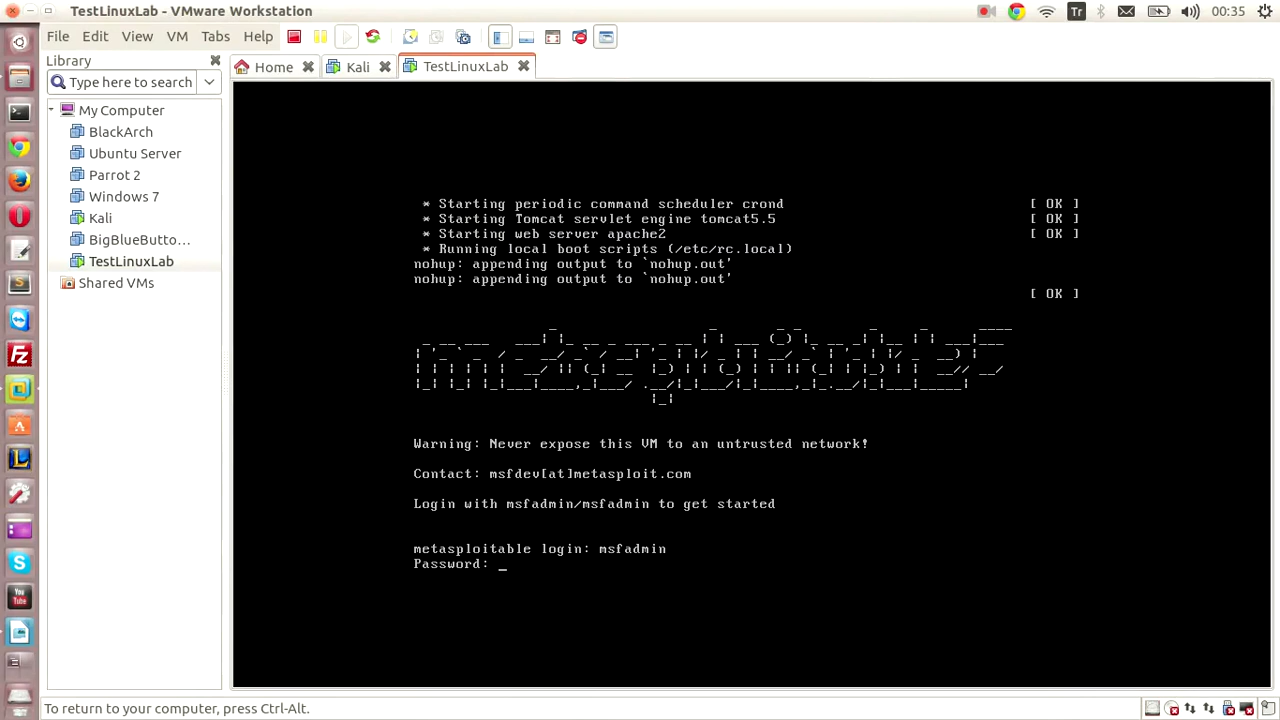 TestLinuxLab - VMware Workstation
Tr
00:35
File Edit View VM Tabs Help
Library
Type here to search
Home
Kali
TestLinuxLab
My Computer
BlackArch
Ubuntu Server
Parrot 2
Windows 7
Kali
BigBlueButto...
TestLinuxLab
Shared VMs
* Starting periodic command scheduler crond [ OK ]
* Starting Tomcat servlet engine tomcat5.5 [ OK ]
* Starting web server apache2 [ OK ]
* Running local boot scripts (/etc/rc.local)
nohup: appending output to `nohup.out'
nohup: appending output to `nohup.out'
[ OK ]
metasploitable2
Warning: Never expose this VM to an untrusted network!
Contact: msfdev[at]metasploit.com
Login with msfadmin/msfadmin to get started
metasploitable login: msfadmin
Password: _
To return to your computer, press Ctrl-Alt.